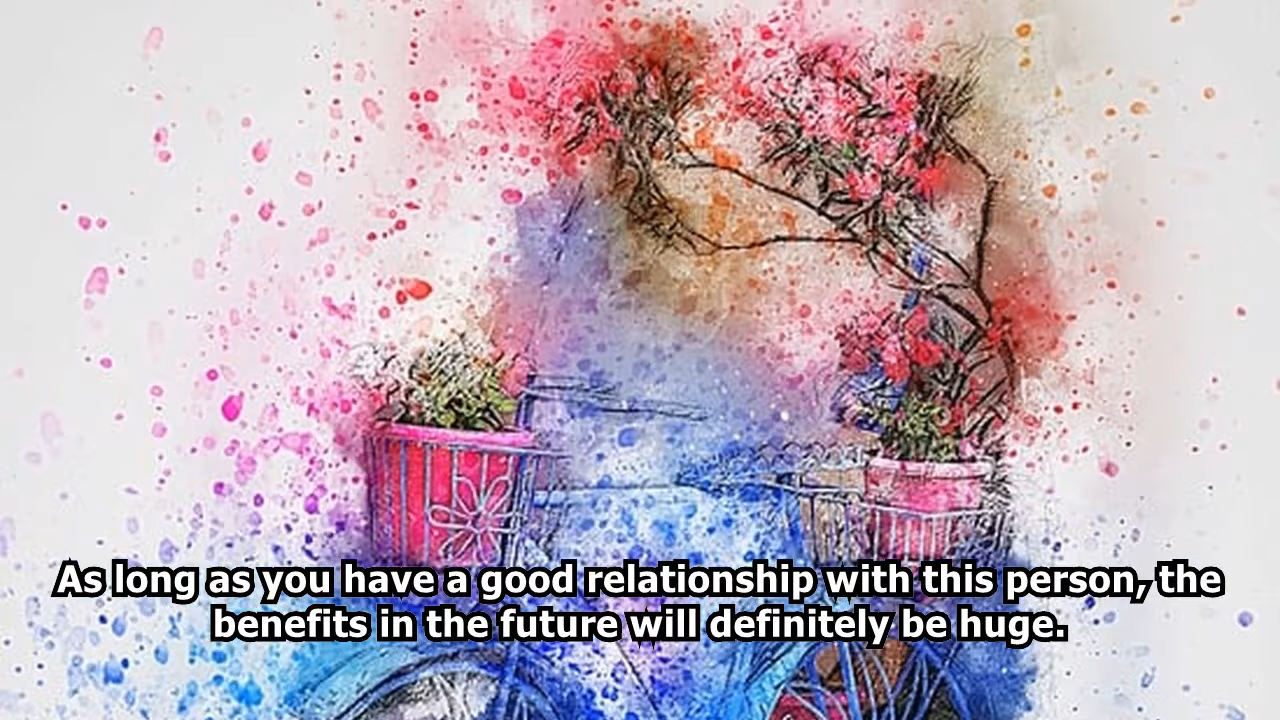 As long as you have a good relationship with this person, the
benefits in the future will definitely be huge.